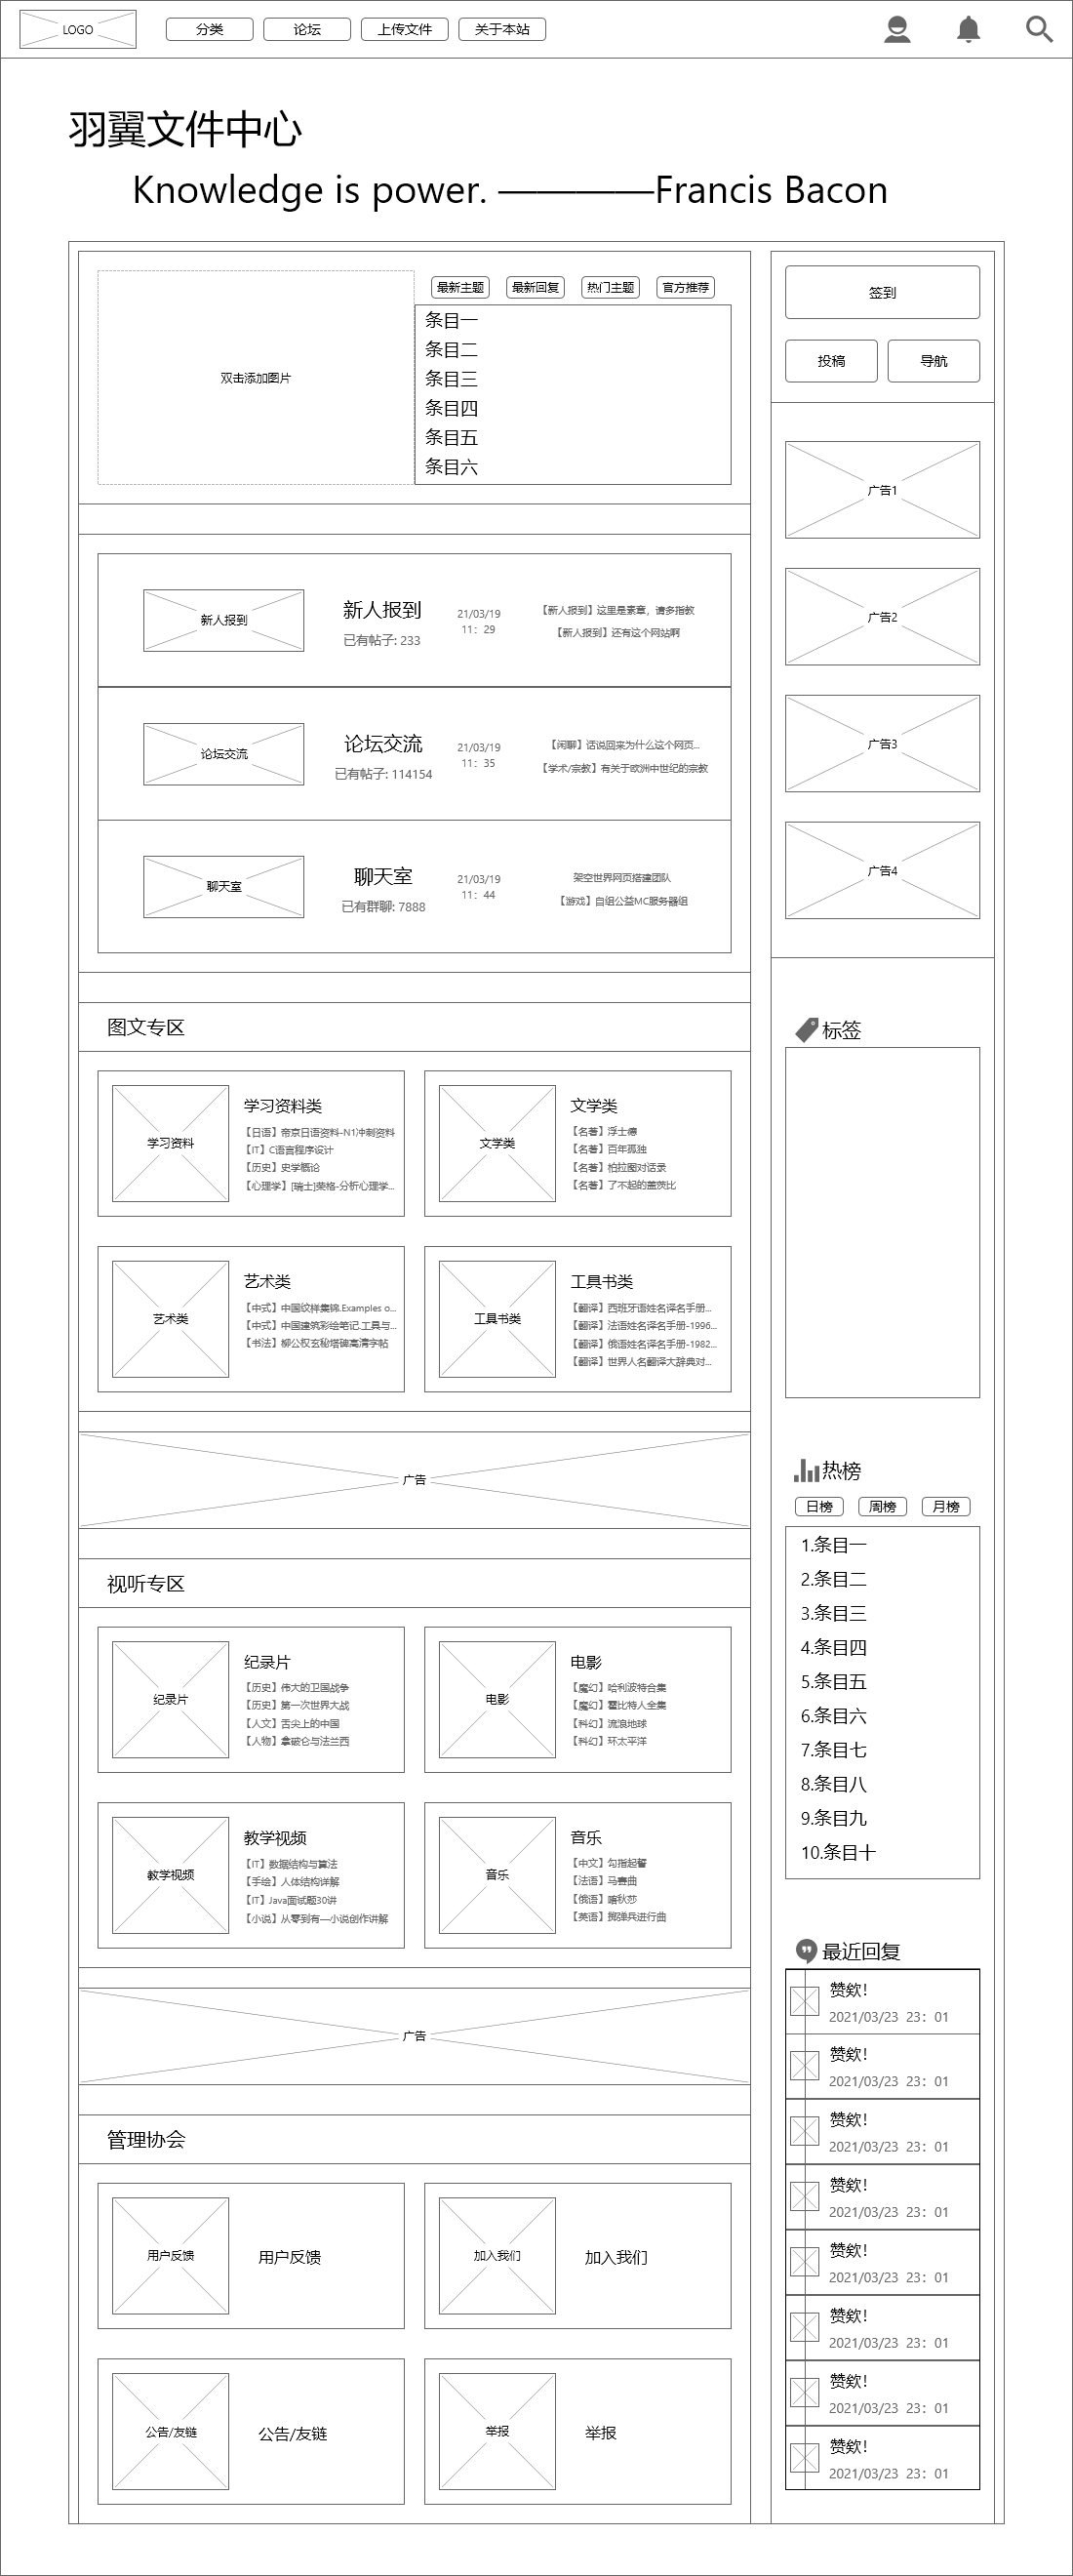 LOGO
分类
论坛
上传文件
关于本站
羽翼文件中心
Knowledge is power. ————Francis Bacon
双击添加图片
最新主题
最新回复
热门主题
官方推荐
条目一
条目二
条目三
条目四
条目五
条目六
新人报到
新人报到
已有帖子: 233
21/03/19
11：29
【新人报到】这里是素章，请多指教
【新人报到】还有这个网站啊
论坛交流
论坛交流
已有帖子: 114154
21/03/19
11：35
【闲聊】话说回来为什么这个网页...
【学术/宗教】有关于欧洲中世纪的宗教
聊天室
聊天室
已有群聊: 7888
21/03/19
11：44
架空世界网页搭建团队
【游戏】自组公益MC服务器组
图文专区
学习资料
学习资料类
【日语】帝京日语资料-N1冲刺资料
【IT】C语言程序设计
【历史】史学概论
【心理学】[瑞士]荣格-分析心理学...
文学类
文学类
【名著】浮士德
【名著】百年孤独
【名著】柏拉图对话录
【名著】了不起的盖茨比
艺术类
艺术类
【中式】中国纹样集锦.Examples o...
【中式】中国建筑彩绘笔记.工具与...
【书法】柳公权玄秘塔碑高清字帖
工具书类
工具书类
【翻译】西班牙语姓名译名手册...
【翻译】法语姓名译名手册-1996...
【翻译】俄语姓名译名手册-1982...
【翻译】世界人名翻译大辞典对...
广告
视听专区
纪录片
纪录片
【历史】伟大的卫国战争
【历史】第一次世界大战
【人文】舌尖上的中国
【人物】拿破仑与法兰西
电影
电影
【魔幻】哈利波特合集
【魔幻】霍比特人全集
【科幻】流浪地球
【科幻】环太平洋
教学视频
教学视频
【IT】数据结构与算法
【手绘】人体结构详解
【IT】Java面试题30讲
【小说】从零到有—小说创作讲解
音乐
音乐
【中文】勾指起誓
【法语】马赛曲
【俄语】喀秋莎
【英语】掷弹兵进行曲
广告
管理协会
用户反馈
用户反馈
加入我们
加入我们
公告/友链
公告/友链
举报
举报
签到
投稿
导航
广告1
广告2
广告3
广告4
标签
热榜
日榜
周榜
月榜
1.条目一
2.条目二
3.条目三
4.条目四
5.条目五
6.条目六
7.条目七
8.条目八
9.条目九
10.条目十
最近回复
赞欸！
2021/03/23 23：01
赞欸！
2021/03/23 23：01
赞欸！
2021/03/23 23：01
赞欸！
2021/03/23 23：01
赞欸！
2021/03/23 23：01
赞欸！
2021/03/23 23：01
赞欸！
2021/03/23 23：01
赞欸！
2021/03/23 23：01